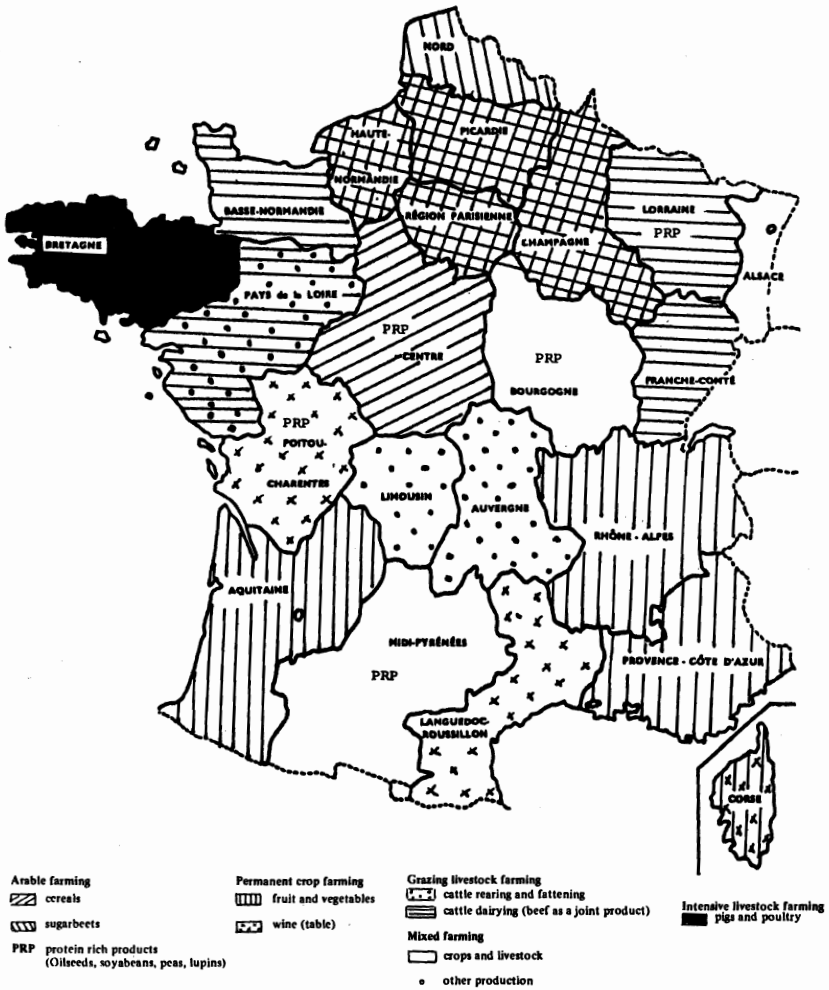 NORD
HAUTE-
NORMANDIE
PICARDIE
BASSE-NORMANDIE
RÉGION PARISIENNE
CHAMPAGNE
LORRAINE
PRP
ALSACE
BRETAGNE
PAYS de la LOIRE
PRP
CENTRE
PRP
BOURGOGNE
FRANCHE-COMTÉ
PRP
POITOU-
CHARENTES
LIMOUSIN
AUVERGNE
RHÔNE - ALPES
AQUITAINE
MIDI-PYRÉNÉES
PRP
PROVENCE - CÔTE D'AZUR
LANGUEDOC-
ROUSSILLON
CORSE
Arable farming
cereals
sugarbeets
PRP protein rich products
(Oilseeds, soyabeans, peas, lupins)
Permanent crop farming
fruit and vegetables
wine (table)
Grazing livestock farming
cattle rearing and fattening
cattle dairying (beef as a joint product)
Mixed farming
crops and livestock
other production
Intensive livestock farming
pigs and poultry